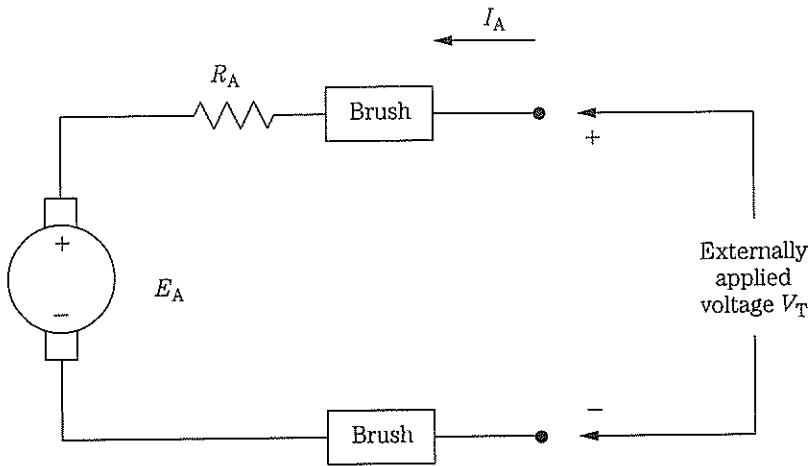 I_A
R_A
Brush
+
+
−
E_A
Externally
applied
voltage V_T
−
Brush